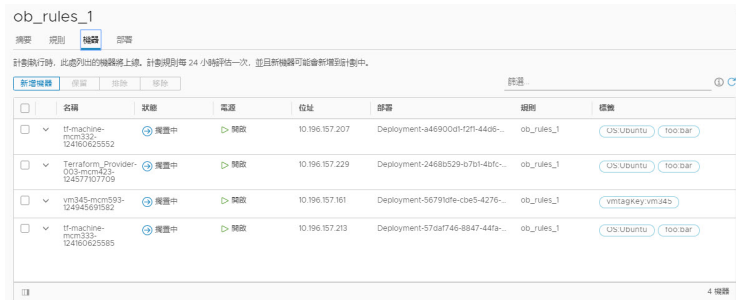 ob_rules_1
摘要 規則 機器 部署
計劃執行時，此處列出的機器將上線。計劃規則每 24 小時評估一次，並且新機器可能會新增到計劃中。
新增機器 保留 排除 移除 篩選...
名稱 狀態 電源 位址 部署 規則 標籤
tf-machine-mcm332-124160625552 擱置中 開啟 10.196.157.207 Deployment-a46900d1-f2f1-44d6-... ob_rules_1 OS:Ubuntu foo:bar
Terraform_Provider-003-mcm423-124577107709 擱置中 開啟 10.196.157.229 Deployment-2468b529-b7b1-4bfc-... ob_rules_1 OS:Ubuntu foo:bar
vm345-mcm593-124945691582 擱置中 開啟 10.196.157.161 Deployment-56791dfe-cbe5-4276-... ob_rules_1 vmtagKey:vm345
tf-machine-mcm333-124160625585 擱置中 開啟 10.196.157.213 Deployment-57daf746-8847-44fa-... ob_rules_1 OS:Ubuntu foo:bar
4 機器